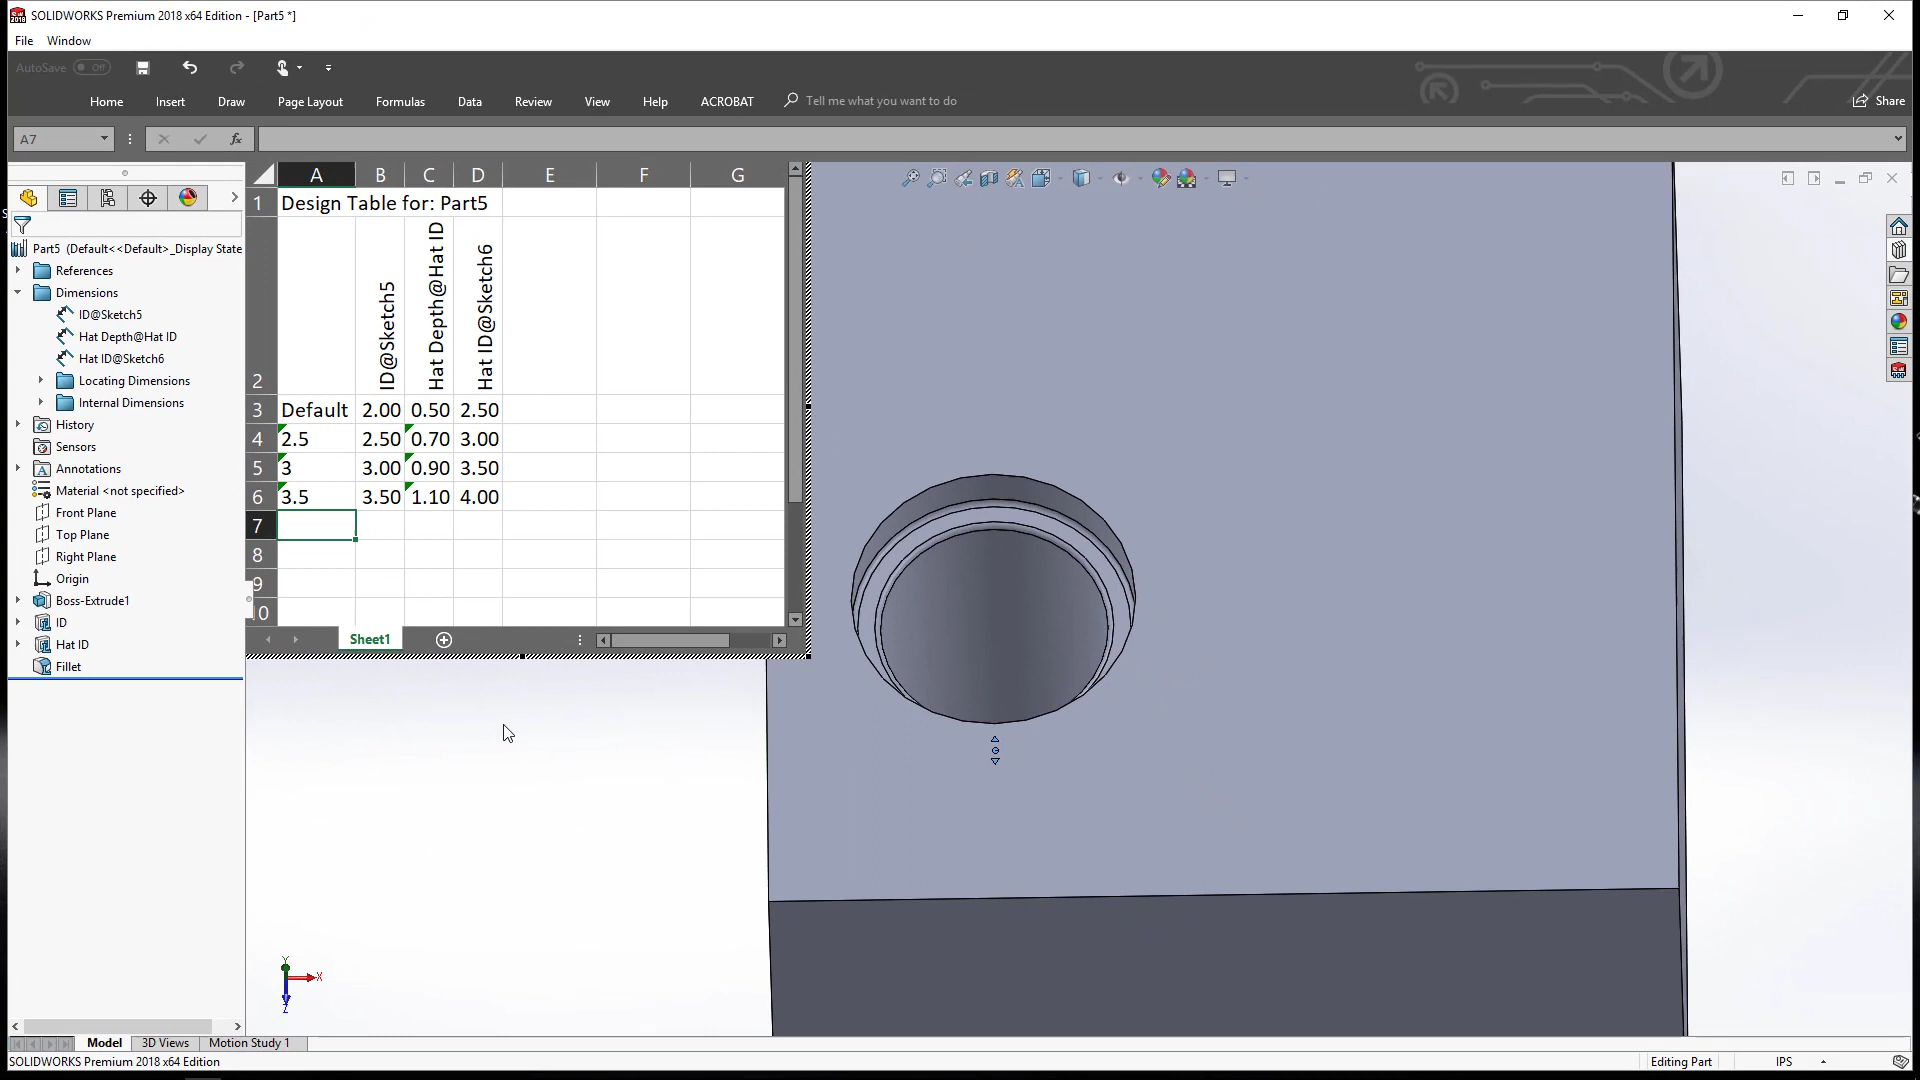 SOLIDWORKS Premium 2018 x64 Edition - [Part5 *]
File Window
AutoSave Off
Home Insert Draw Page Layout Formulas Data Review View Help ACROBAT Tell me what you want to do Share
A7 fx
A B C D E F G
1 Design Table for: Part5
2 ID@Sketch5 Hat Depth@Hat ID Hat ID@Sketch6
3 Default 2.00 0.50 2.50
4 2.5 2.50 0.70 3.00
5 3 3.00 0.90 3.50
6 3.5 3.50 1.10 4.00
7
8
9
10
Sheet1
Part5 (Default<<Default>_Display State
References
Dimensions
ID@Sketch5
Hat Depth@Hat ID
Hat ID@Sketch6
Locating Dimensions
Internal Dimensions
History
Sensors
Annotations
Material <not specified>
Front Plane
Top Plane
Right Plane
Origin
Boss-Extrude1
ID
Hat ID
Fillet
Y
X
Z
Model 3D Views Motion Study 1
SOLIDWORKS Premium 2018 x64 Edition Editing Part IPS